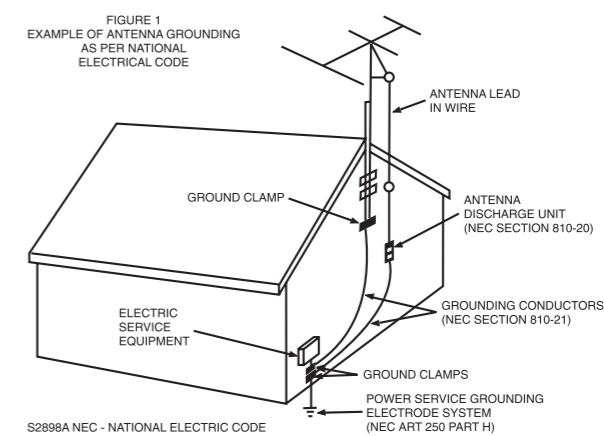 FIGURE 1
EXAMPLE OF ANTENNA GROUNDING
AS PER NATIONAL
ELECTRICAL CODE
ANTENNA LEAD
IN WIRE
GROUND CLAMP
ANTENNA
DISCHARGE UNIT
(NEC SECTION 810-20)
ELECTRIC
SERVICE
EQUIPMENT
GROUNDING CONDUCTORS
(NEC SECTION 810-21)
GROUND CLAMPS
POWER SERVICE GROUNDING
ELECTRODE SYSTEM
(NEC ART 250 PART H)
S2898A NEC - NATIONAL ELECTRIC CODE